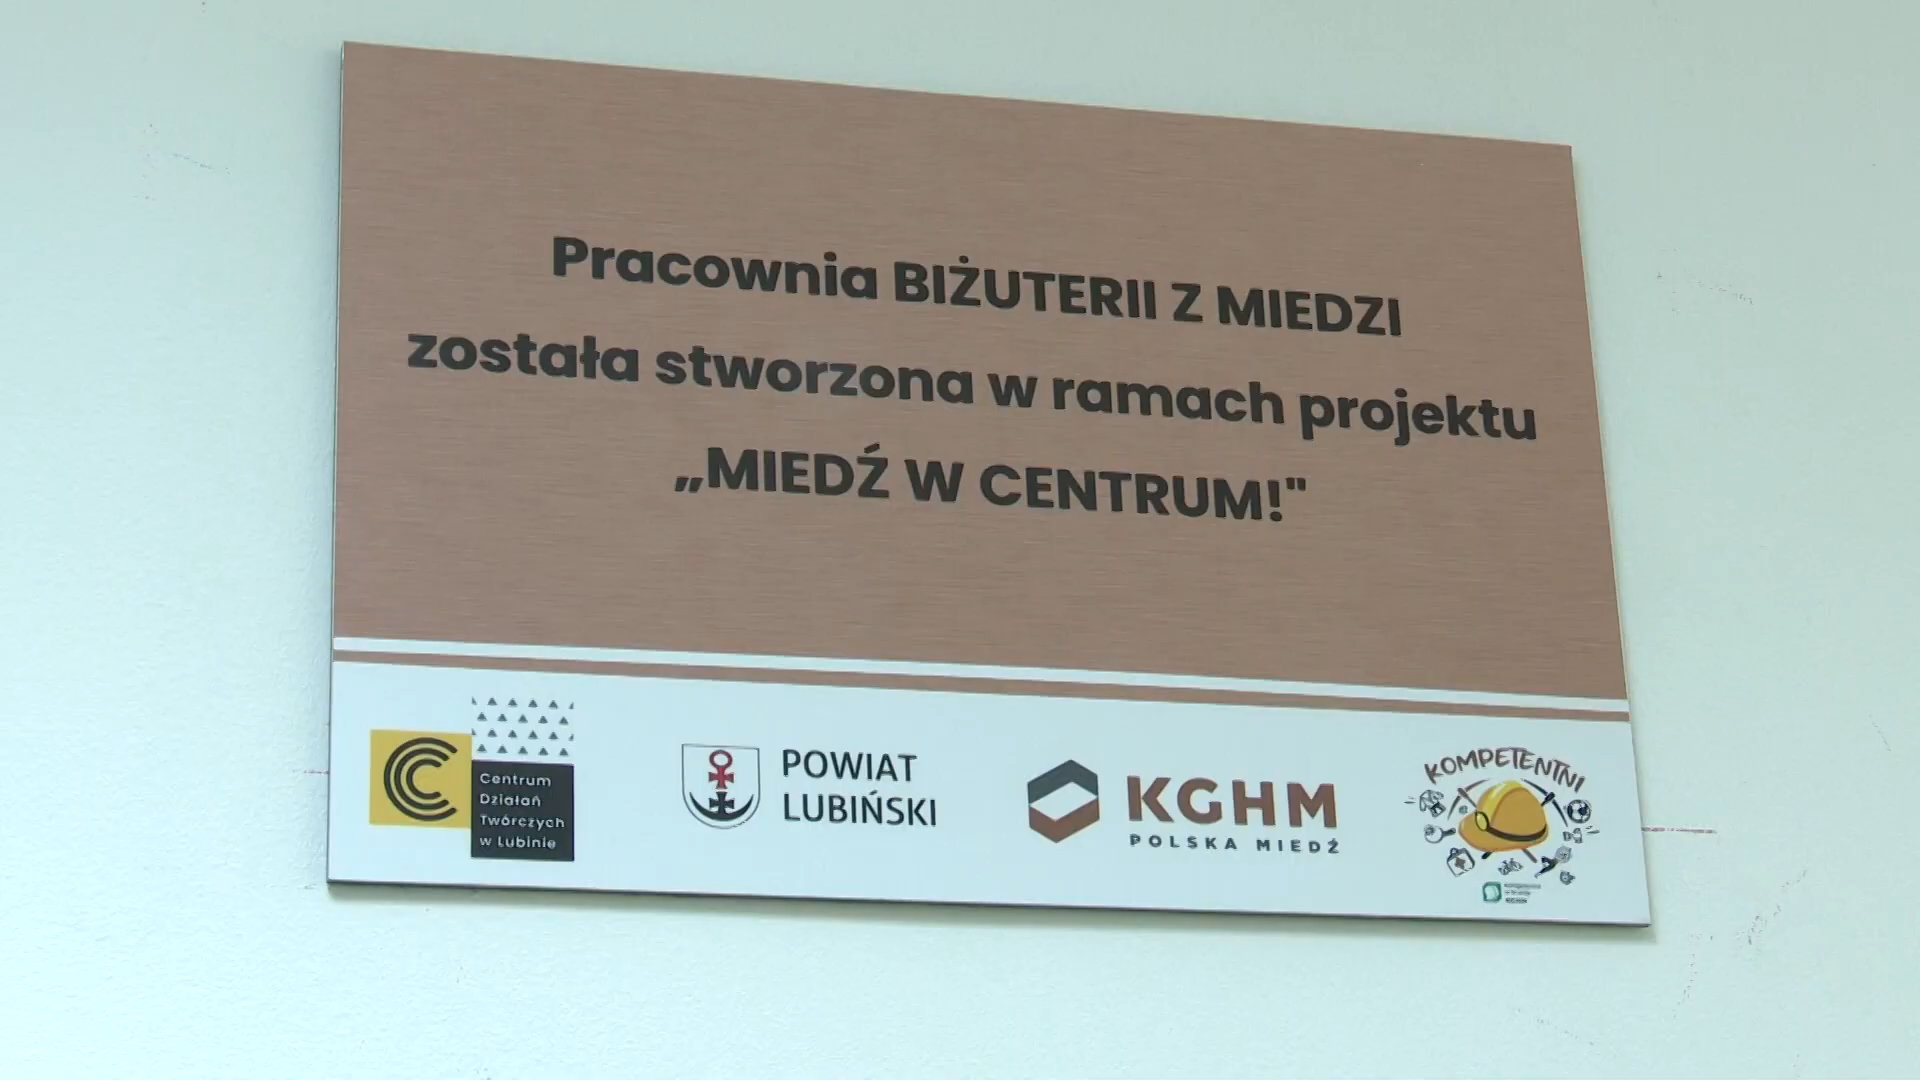 Pracownia BIŻUTERII Z MIEDZI
została stworzona w ramach projektu
„MIEDŹ W CENTRUM!"
Centrum
Działań
Twórczych
w Lubinie
POWIAT
LUBIŃSKI
KGHM
POLSKA MIEDŹ
KOMPETENTNI